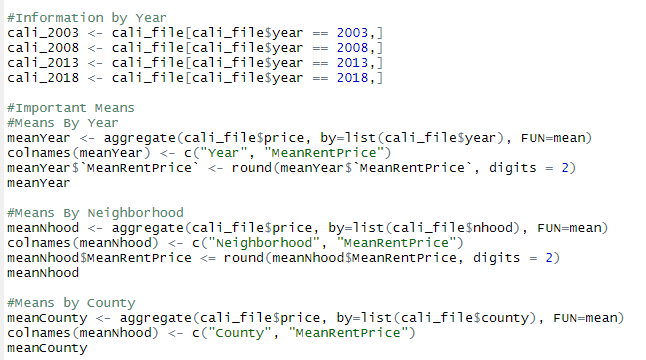 #Information by Year
cali_2003 <- cali_file[cali_file$year == 2003,]
cali_2008 <- cali_file[cali_file$year == 2008,]
cali_2013 <- cali_file[cali_file$year == 2013,]
cali_2018 <- cali_file[cali_file$year == 2018,]
#Important Means
#Means By Year
meanYear <- aggregate(cali_file$price, by=list(cali_file$year), FUN=mean)
colnames(meanYear) <- c("Year", "MeanRentPrice")
meanYear$`MeanRentPrice` <- round(meanYear$`MeanRentPrice`, digits = 2)
meanYear
#Means By Neighborhood
meanNhood <- aggregate(cali_file$price, by=list(cali_file$nhood), FUN=mean)
colnames(meanNhood) <- c("Neighborhood", "MeanRentPrice")
meanNhood$MeanRentPrice <= round(meanNhood$MeanRentPrice, digits = 2)
meanNhood
#Means by County
meanCounty <- aggregate(cali_file$price, by=list(cali_file$county), FUN=mean)
colnames(meanNhood) <- c("County", "MeanRentPrice")
meanCounty